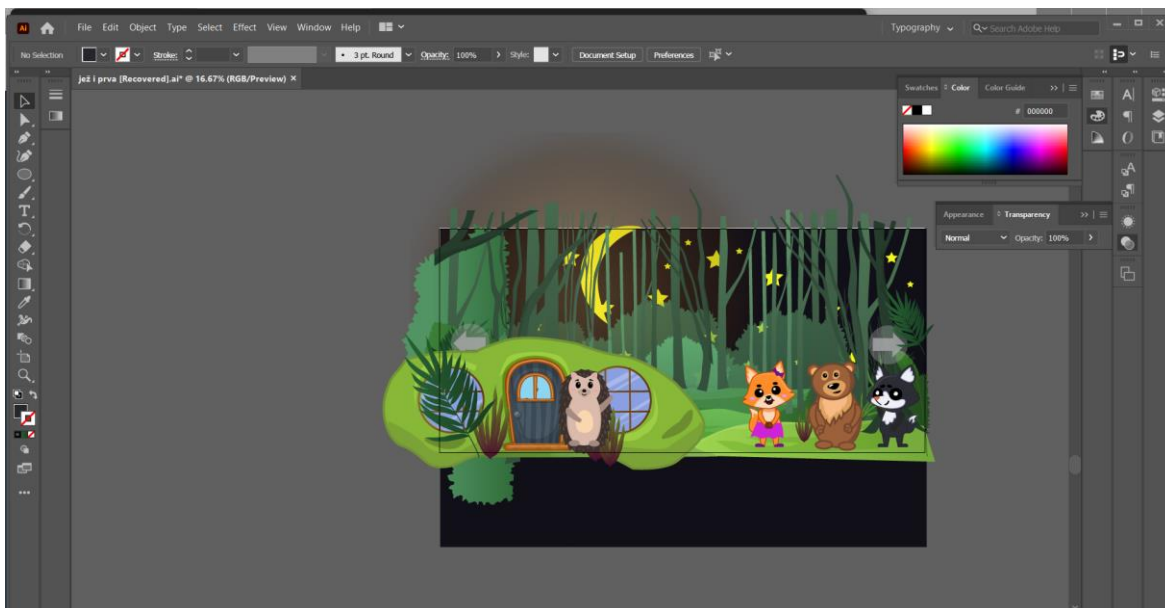 Ai File Edit Object Type Select Effect View Window Help Typography Search Adobe Help
No Selection Stroke: 3 pt. Round Opacity: 100% Style: Document Setup Preferences
jež i prva [Recovered].ai* @ 16.67% (RGB/Preview) ×
Swatches Color Color Guide
# 000000
Appearance Transparency
Normal Opacity: 100%